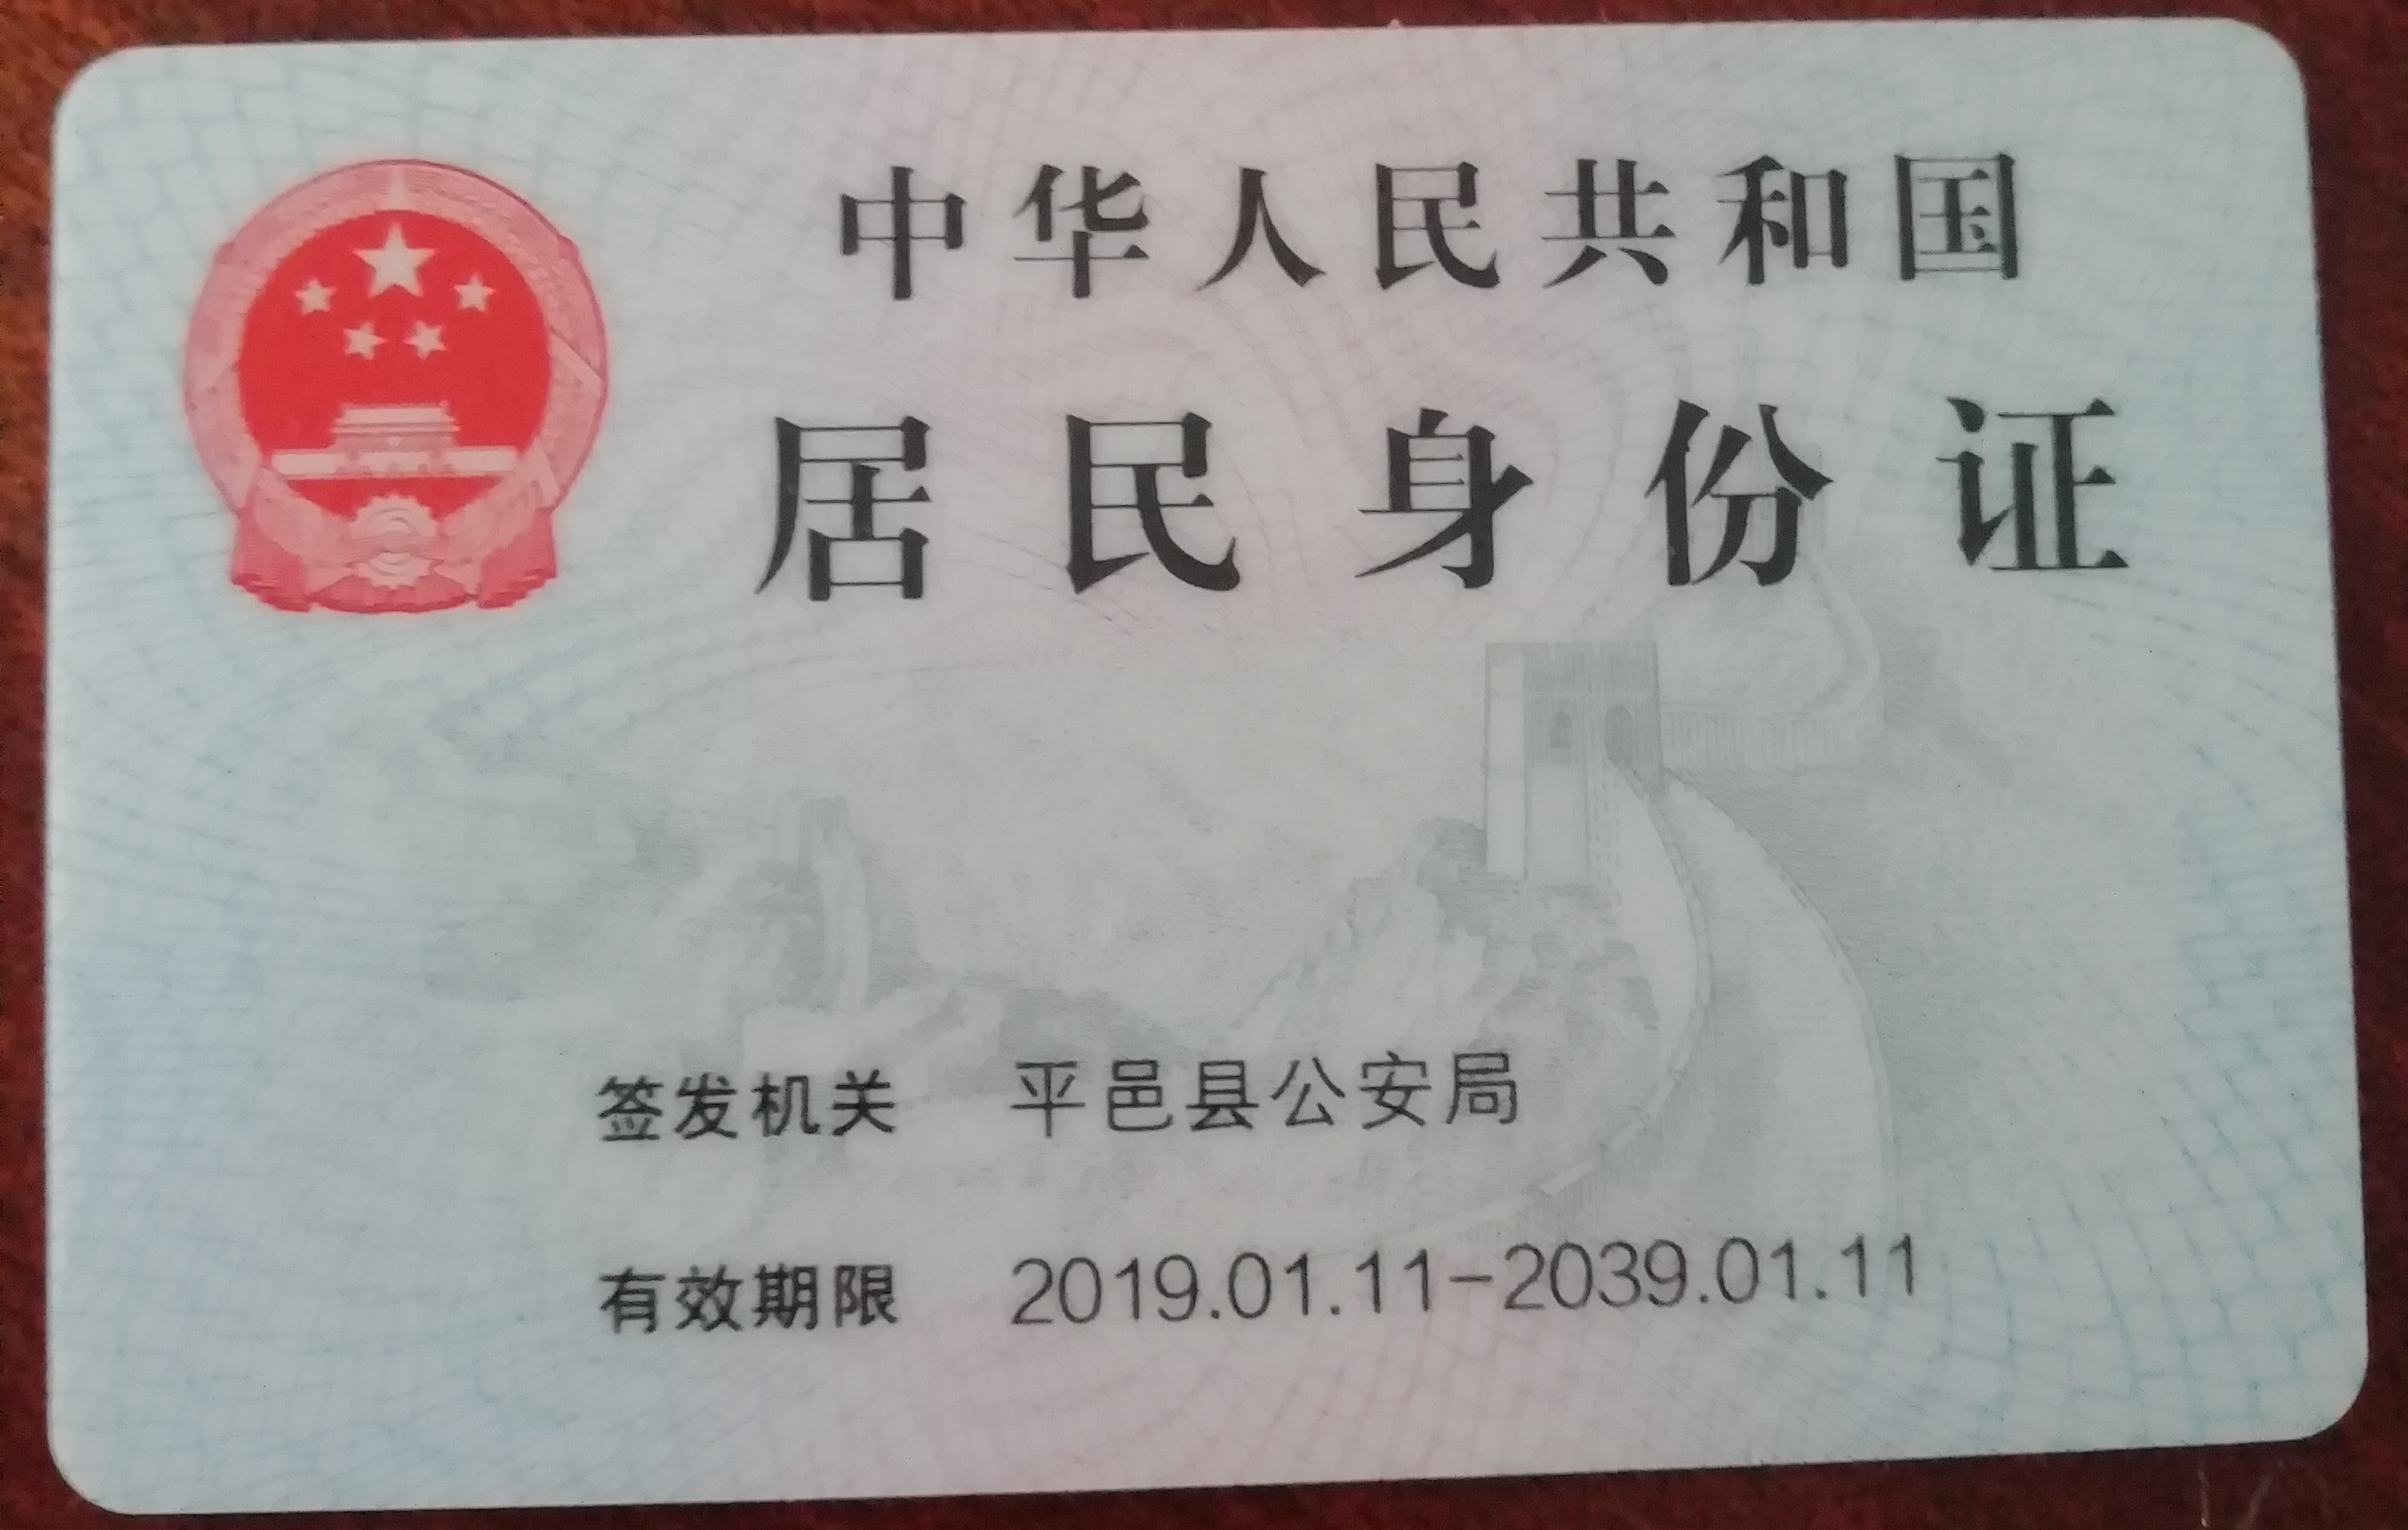 中华人民共和国
居民身份证
签发机关 平邑县公安局
有效期限 2019.01.11-2039.01.11